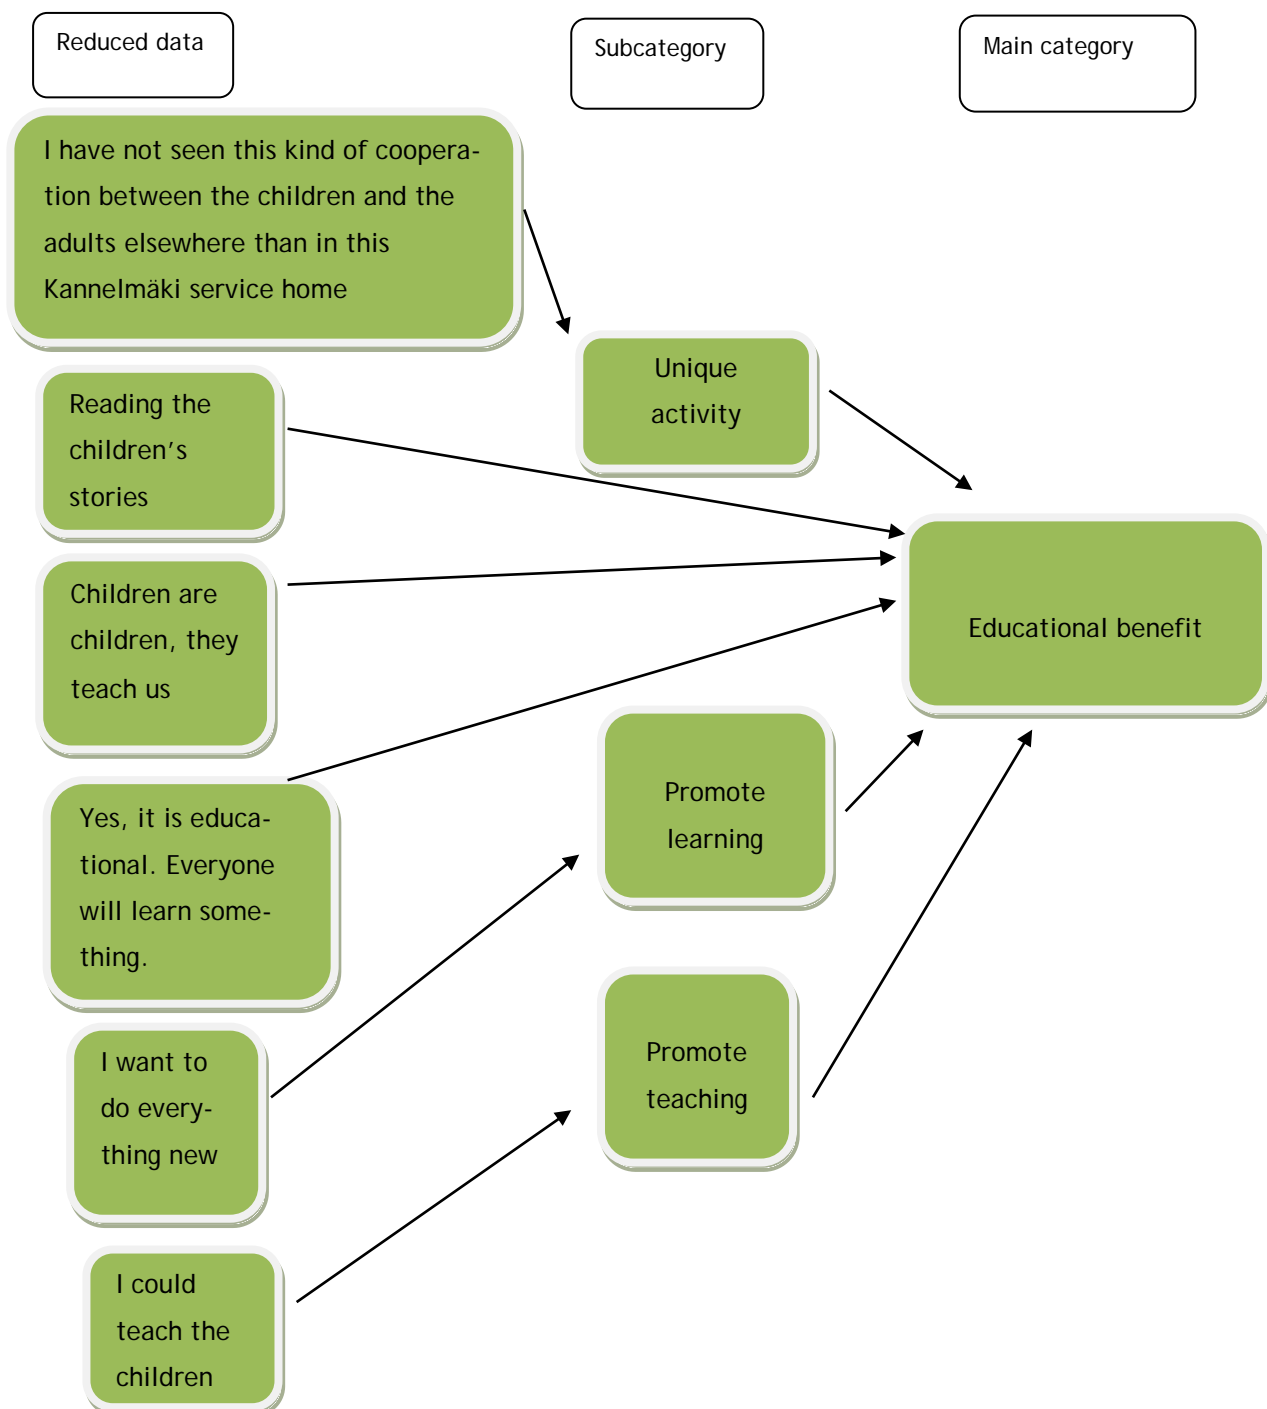 Reduced data
Subcategory
Main category
I have not seen this kind of coopera-
tion between the children and the
adults elsewhere than in this
Kannelmäki service home
Unique
activity
Reading the
children's
stories
Children are
children, they
teach us
Educational benefit
Yes, it is educa-
tional. Everyone
will learn some-
thing.
Promote
learning
I want to
do every-
thing new
Promote
teaching
I could
teach the
children